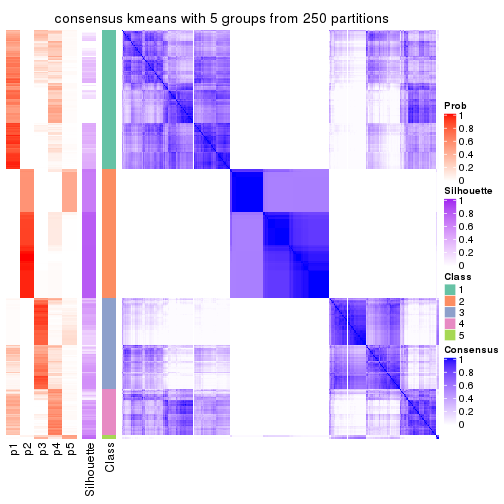 consensus kmeans with 5 groups from 250 partitions
Prob
1
0.8
0.6
0.4
0.2
0
Silhouette
1
0.8
0.6
0.4
0.2
0
Class
1
2
3
4
5
Consensus
1
0.8
0.6
0.4
0.2
0
p1
p2
p3
p4
p5
Silhouette
Class